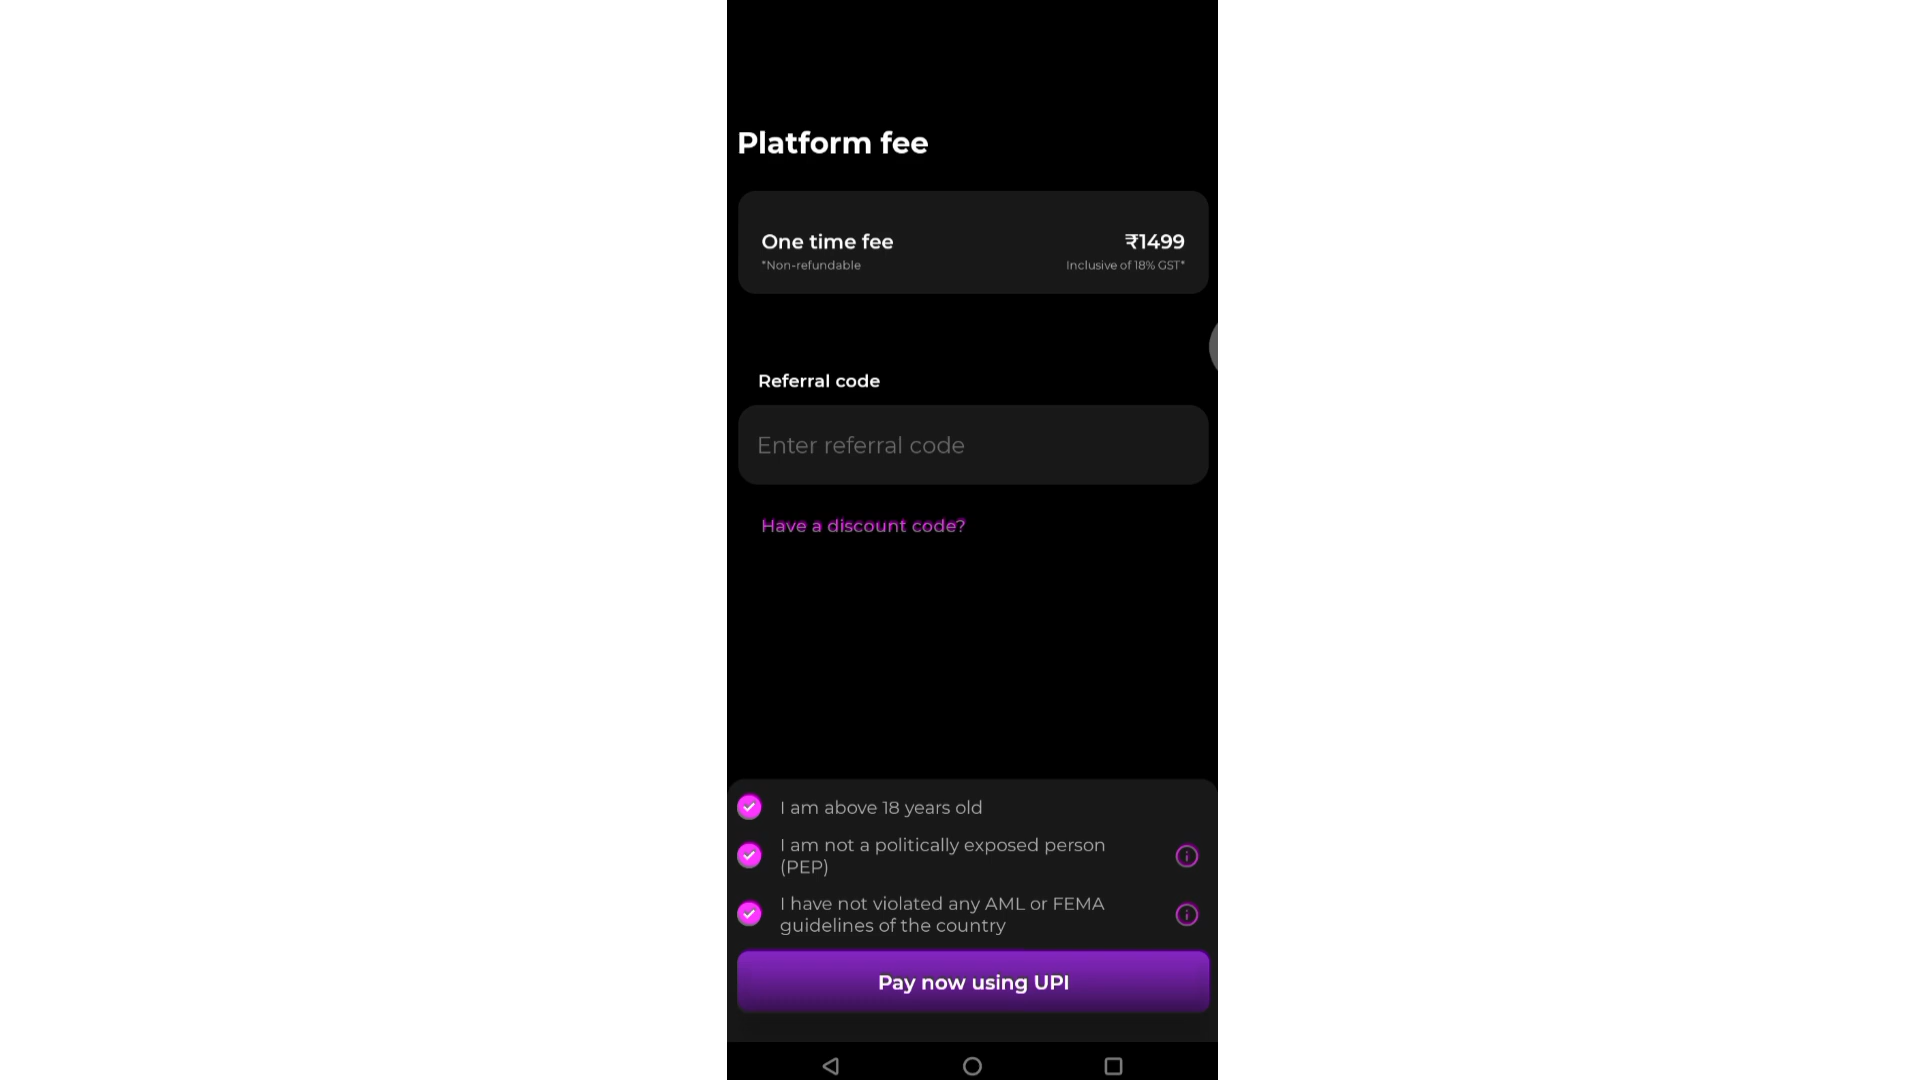 Platform fee
One time fee ₹1499
*Non-refundable Inclusive of 18% GST*
Referral code
Enter referral code
Have a discount code?
I am above 18 years old
I am not a politically exposed person
(PEP)
I have not violated any AML or FEMA
guidelines of the country
Pay now using UPI